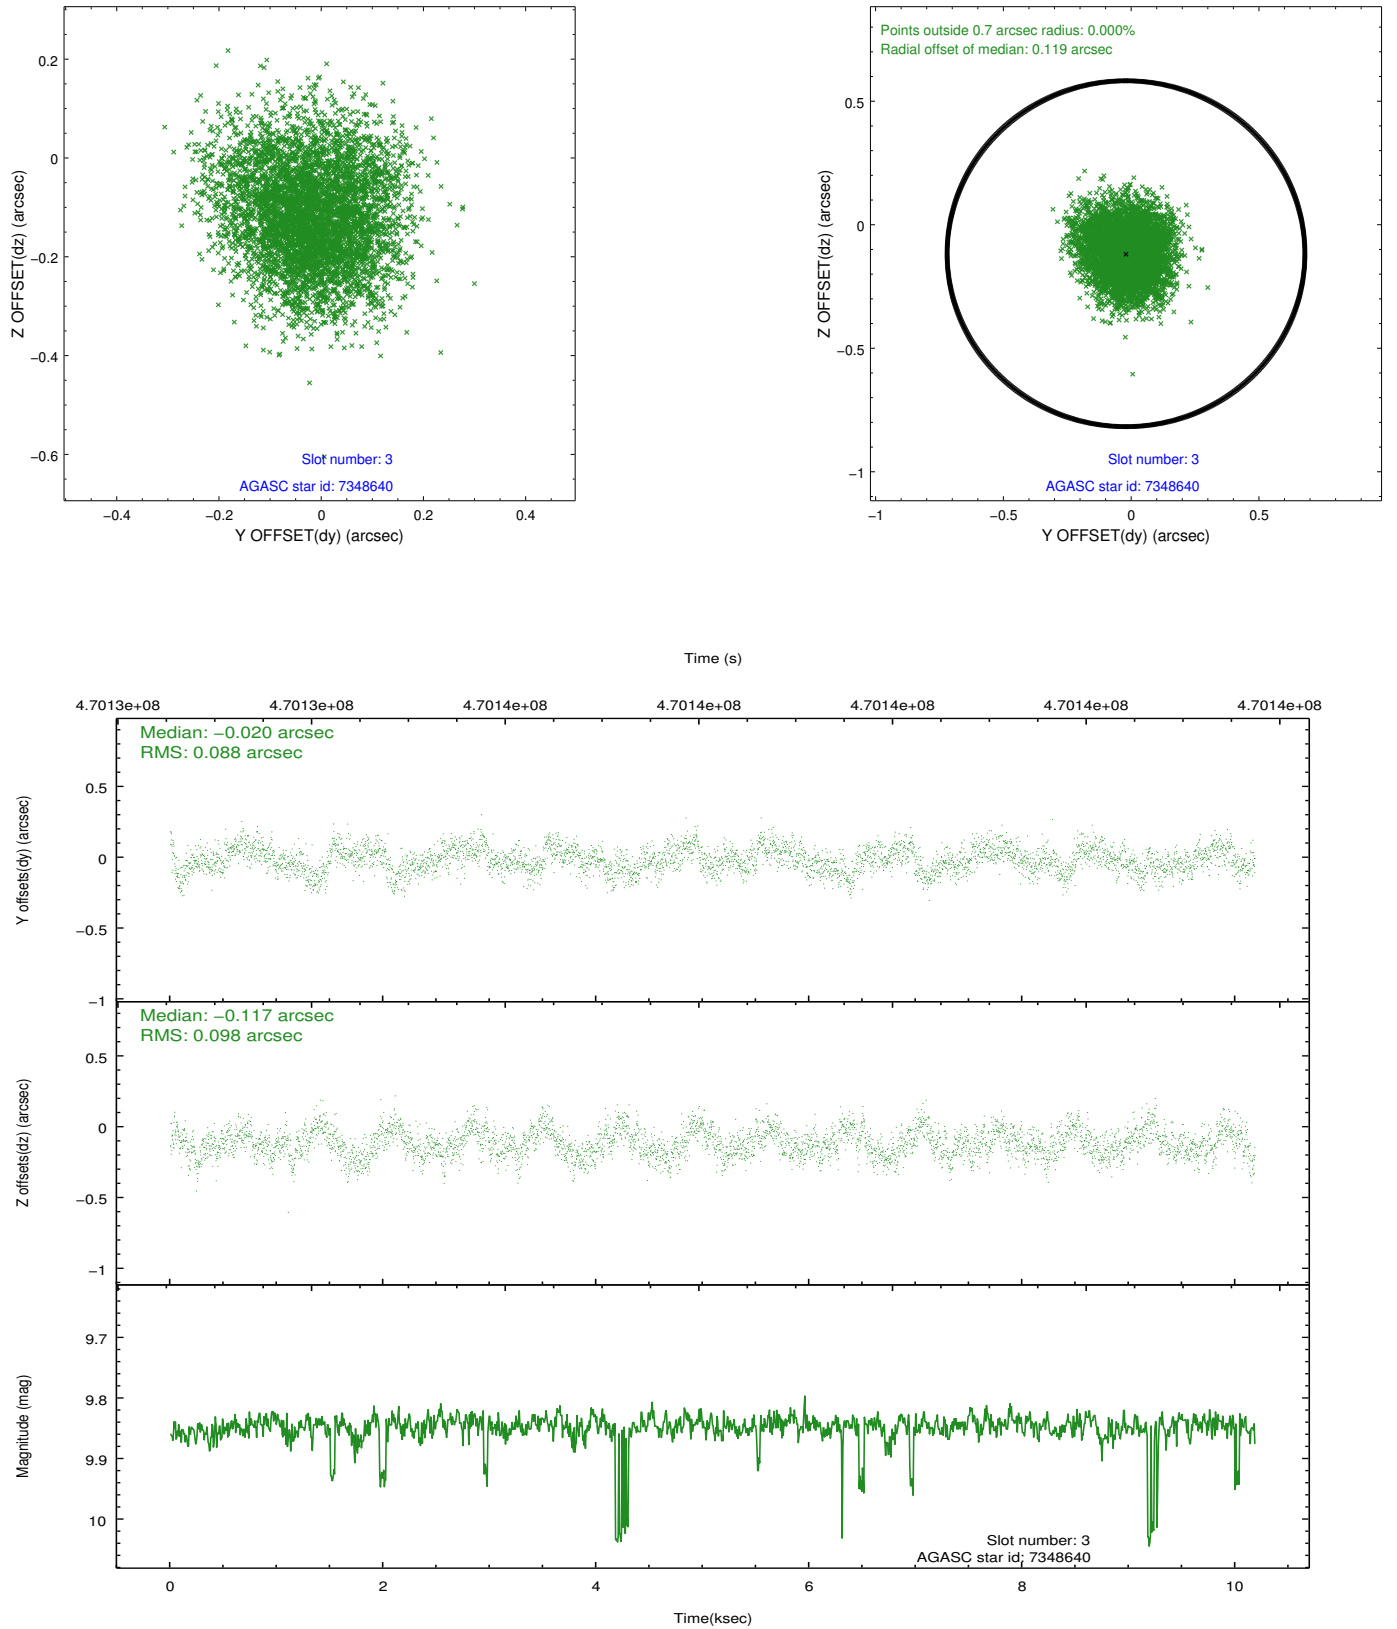 0.2
0
−0.2
−0.4
−0.6
Z OFFSET(dz) (arcsec)
Slot number: 3
AGASC star id: 7348640
−0.4
−0.2
0
0.2
0.4
Y OFFSET(dy) (arcsec)
Points outside 0.7 arcsec radius: 0.000%
Radial offset of median: 0.119 arcsec
0.5
0
−0.5
−1
Z OFFSET(dz) (arcsec)
Slot number: 3
AGASC star id: 7348640
−1
−0.5
0
0.5
Y OFFSET(dy) (arcsec)
Time (s)
4.7013e+08
4.7013e+08
4.7014e+08
4.7014e+08
4.7014e+08
4.7014e+08
4.7014e+08
Median: −0.020 arcsec
RMS: 0.088 arcsec
0.5
0
−0.5
−1
Y offsets(dy) (arcsec)
Median: −0.117 arcsec
RMS: 0.098 arcsec
0.5
0
−0.5
−1
Z offsets(dz) (arcsec)
9.7
9.8
9.9
10
Magnitude (mag)
Slot number: 3
AGASC star id: 7348640
0
2
4
6
8
10
Time(ksec)